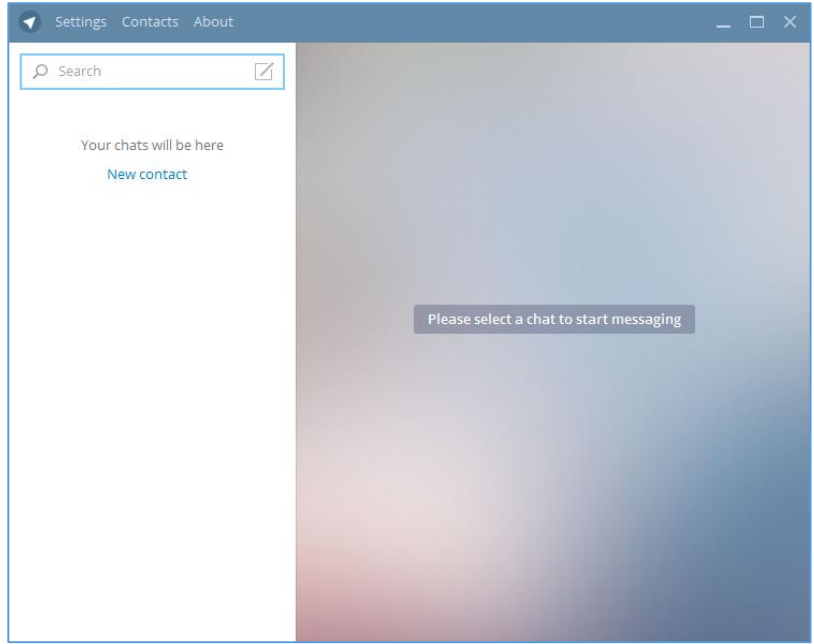 Settings Contacts About
Search
Your chats will be here
New contact
Please select a chat to start messaging